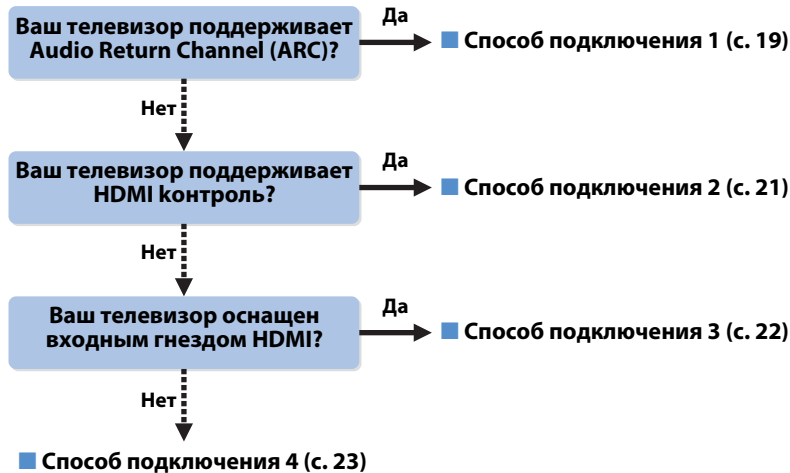 Ваш телевизор поддерживает
Audio Return Channel (ARC)?
Да
■ Способ подключения 1 (с. 19)
Нет
Ваш телевизор поддерживает
HDMI kонтроль?
Да
■ Способ подключения 2 (с. 21)
Нет
Ваш телевизор оснащен
входным гнездом HDMI?
Да
■ Способ подключения 3 (с. 22)
Нет
■ Способ подключения 4 (с. 23)